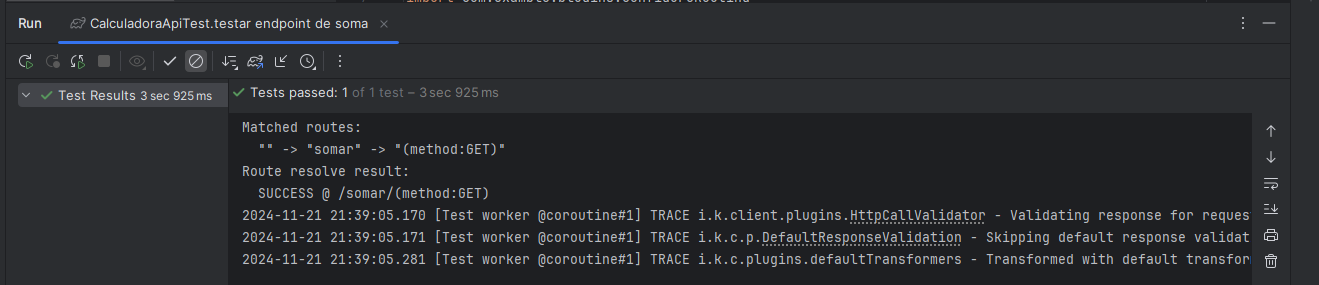 Run CalculadoraApiTest.testar endpoint de soma
Test Results 3 sec 925 ms
Tests passed: 1 of 1 test – 3 sec 925 ms
Matched routes:
"" -> "somar" -> "(method:GET)"
Route resolve result:
SUCCESS @ /somar/(method:GET)
2024-11-21 21:39:05.170 [Test worker @coroutine#1] TRACE i.k.client.plugins.HttpCallValidator - Validating response for reques
2024-11-21 21:39:05.171 [Test worker @coroutine#1] TRACE i.k.c.p.DefaultResponseValidation - Skipping default response validat
2024-11-21 21:39:05.281 [Test worker @coroutine#1] TRACE i.k.c.plugins.defaultTransformers - Transformed with default transfor